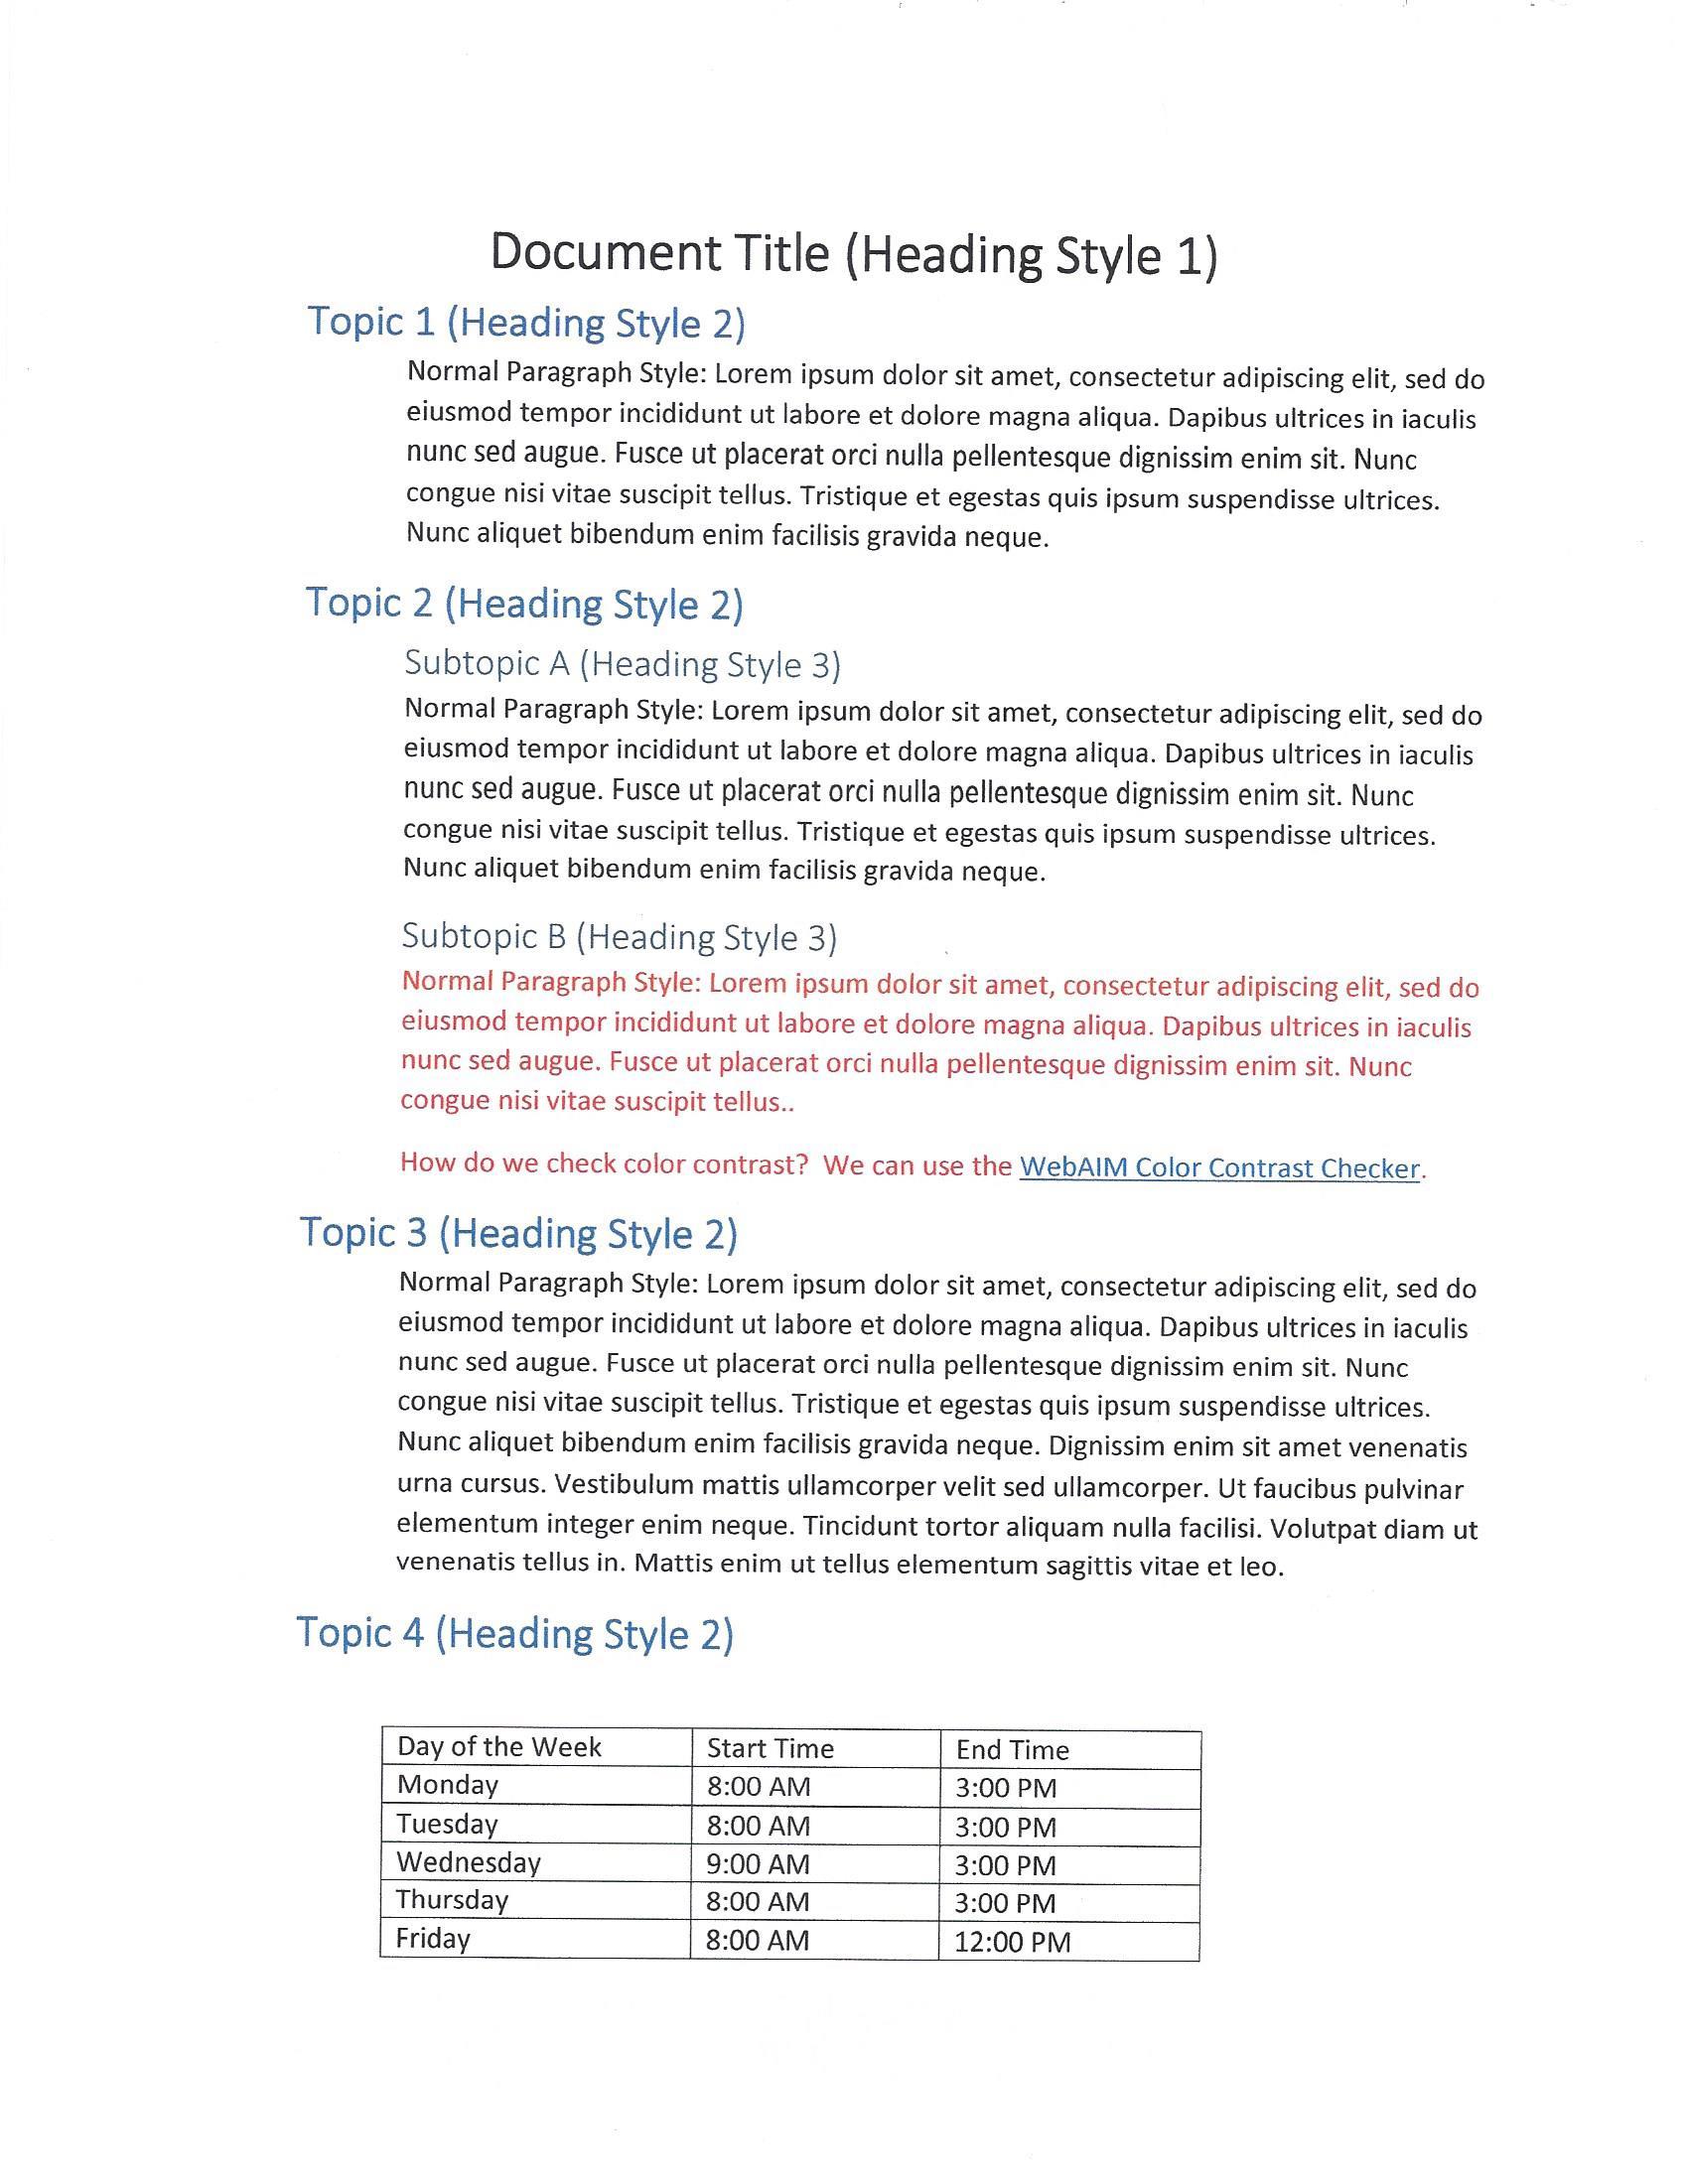 Document Title (Heading Style 1)
Topic 1 (Heading Style 2)
Normal Paragraph Style: Lorem ipsum dolor sit amet, consectetur adipiscing elit, sed do
eiusmod tempor incididunt ut labore et dolore magna aliqua. Dapibus ultrices in iaculis
nunc sed augue. Fusce ut placerat orci nulla pellentesque dignissim enim sit. Nunc
congue nisi vitae suscipit tellus. Tristique et egestas quis ipsum suspendisse ultrices.
Nunc aliquet bibendum enim facilisis gravida neque.
Topic 2 (Heading Style 2)
Subtopic A (Heading Style 3)
Normal Paragraph Style: Lorem ipsum dolor sit amet, consectetur adipiscing elit, sed do
eiusmod tempor incididunt ut labore et dolore magna aliqua. Dapibus ultrices in iaculis
nunc sed augue. Fusce ut placerat orci nulla pellentesque dignissim enim sit. Nunc
congue nisi vitae suscipit tellus. Tristique et egestas quis ipsum suspendisse ultrices.
Nunc aliquet bibendum enim facilisis gravida neque.
Subtopic B (Heading Style 3)
Normal Paragraph Style: Lorem ipsum dolor sit amet, consectetur adipiscing elit, sed do
eiusmod tempor incididunt ut labore et dolore magna aliqua. Dapibus ultrices in iaculis
nunc sed augue. Fusce ut placerat orci nulla pellentesque dignissim enim sit. Nunc
congue nisi vitae suscipit tellus..
How do we check color contrast?  We can use the WebAIM Color Contrast Checker.
Topic 3 (Heading Style 2)
Normal Paragraph Style: Lorem ipsum dolor sit amet, consectetur adipiscing elit, sed do
eiusmod tempor incididunt ut labore et dolore magna aliqua. Dapibus ultrices in iaculis
nunc sed augue. Fusce ut placerat orci nulla pellentesque dignissim enim sit. Nunc
congue nisi vitae suscipit tellus. Tristique et egestas quis ipsum suspendisse ultrices.
Nunc aliquet bibendum enim facilisis gravida neque. Dignissim enim sit amet venenatis
urna cursus. Vestibulum mattis ullamcorper velit sed ullamcorper. Ut faucibus pulvinar
elementum integer enim neque. Tincidunt tortor aliquam nulla facilisi. Volutpat diam ut
venenatis tellus in. Mattis enim ut tellus elementum sagittis vitae et leo.
Topic 4 (Heading Style 2)
Day of the Week Start Time End Time
Monday 8:00 AM 3:00 PM
Tuesday 8:00 AM 3:00 PM
Wednesday 9:00 AM 3:00 PM
Thursday 8:00 AM 3:00 PM
Friday 8:00 AM 12:00 PM